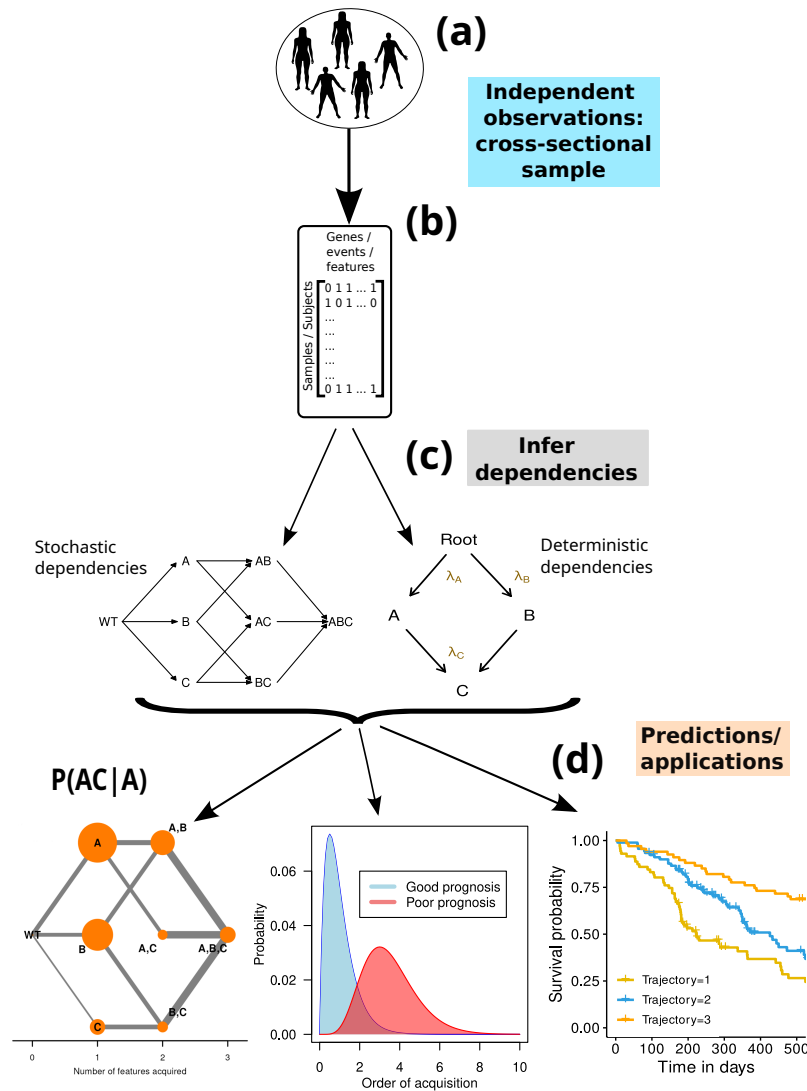 (a)
Independent
observations:
cross-sectional
sample
(b)
Genes /
events /
features
Samples / Subjects
0 1 1 ... 1
1 0 1 ... 0
...
...
...
...
...
0 1 1 ... 1
(c)
Infer
dependencies
Stochastic
dependencies
WT
A
B
C
AB
AC
BC
ABC
Root
Deterministic
dependencies
λA
λB
A
B
λC
C
(d)
Predictions/
applications
P(AC|A)
A
A,B
WT
B
A,C
A,B,C
B,C
C
0 1 2 3
Number of features acquired
Probability
0.06
0.04
0.02
0.00
Good prognosis
Poor prognosis
0 2 4 6 8 10
Order of acquisition
Survival probability
1.00
0.75
0.50
0.25
0.00
Trajectory=1
Trajectory=2
Trajectory=3
0 100 200 300 400 500
Time in days